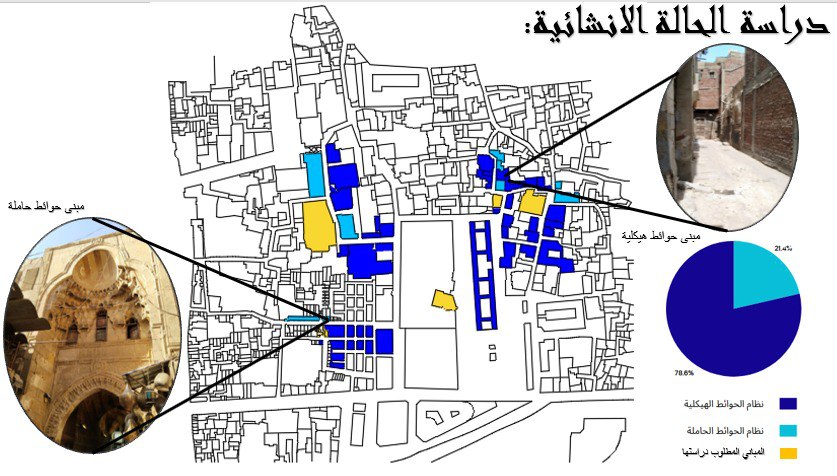 دراسة الحالة الانشائية:
مبنى حوائط حاملة
مبنى حوائط هيكلية
21.4%
78.6%
نظام الحوائط الهيكلية
نظام الحوائط الحاملة
المباني المطلوب دراستها